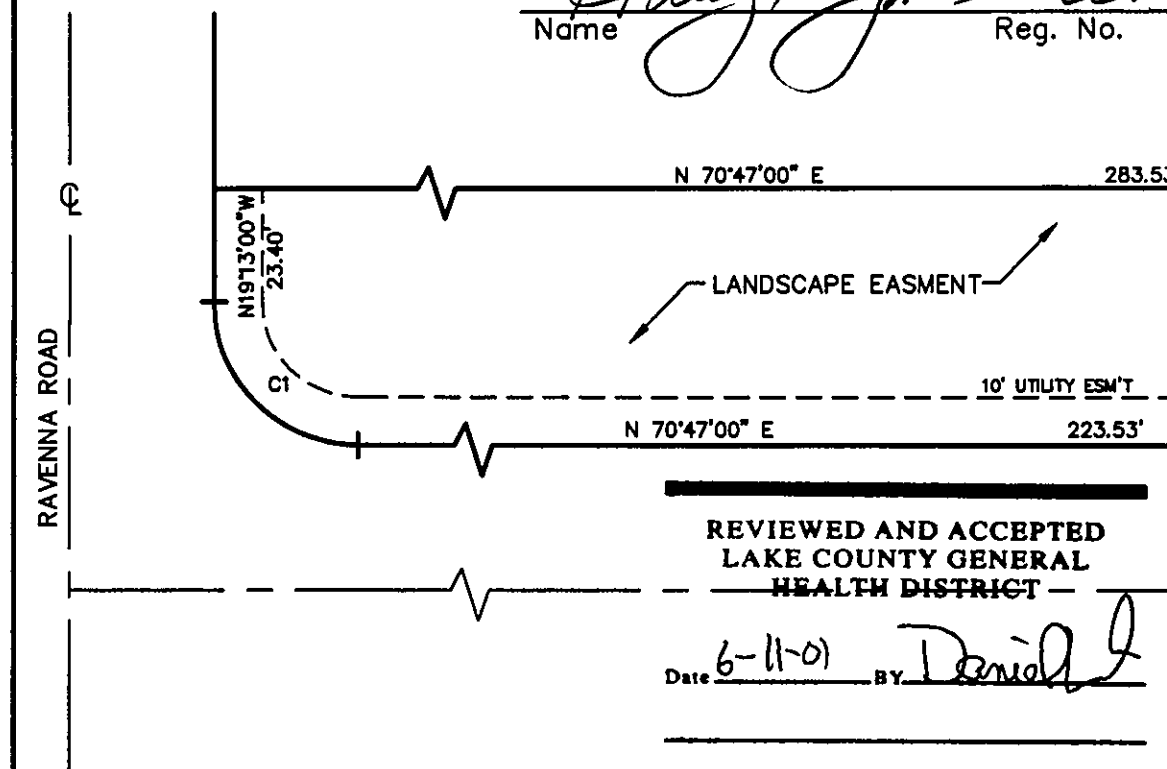 Name Reg. No.
N 70°47'00" E 283.53
℄
N19°13'00"W
23.40'
LANDSCAPE EASMENT
RAVENNA ROAD
C1
10' UTILITY ESM'T
N 70°47'00" E 223.53'
REVIEWED AND ACCEPTED
LAKE COUNTY GENERAL
HEALTH DISTRICT
Date 6-11-01 BY Daniel